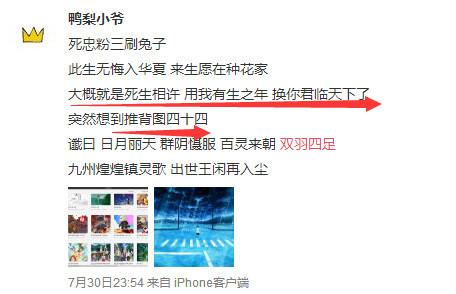 鸭梨小爷
死忠粉三刷兔子
此生无悔入华夏 来生愿在种花家
大概就是死生相许 用我有生之年 换你君临天下了
突然想到推背图四十四
谶曰 日月丽天 群阴慑服 百灵来朝 双羽四足
九州煌煌镇灵歌 出世王闲再入尘
7月30日23:54 来自 iPhone客户端